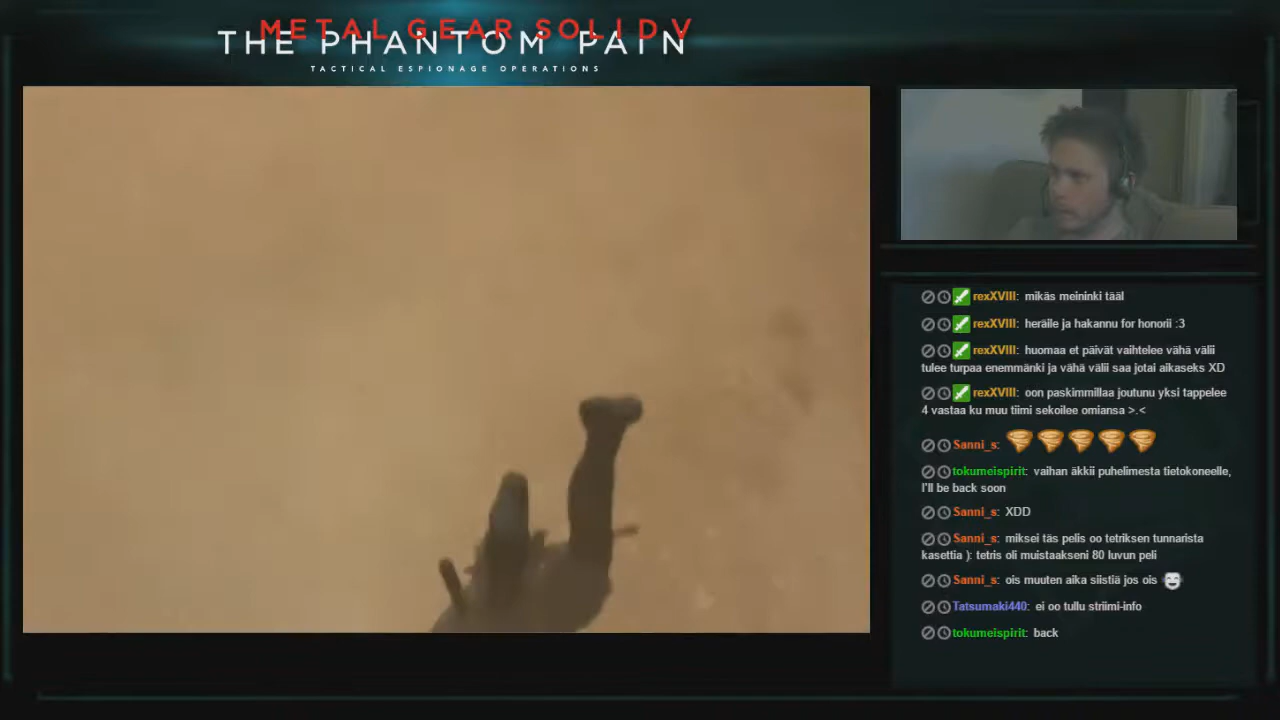 METAL GEAR SOLID V
THE PHANTOM PAIN
TACTICAL ESPIONAGE OPERATIONS
rexXVIII: mikäs meininki tääl
rexXVIII: heräile ja hakannu for honorii :3
rexXVIII: huomaa et päivät vaihtelee vähä välii
tulee turpaa enemmänki ja vähä välii saa jotai aikaseks XD
rexXVIII: oon paskimmillaa joutunu yksi tappelee
4 vastaa ku muu tiimi sekoilee omiansa >.<
Sanni_s:
tokumeispirit: vaihan äkkii puhelimesta tietokoneelle,
I'll be back soon
Sanni_s: XDD
Sanni_s: miksei täs pelis oo tetriksen tunnarista
kasettia ): tetris oli muistaakseni 80 luvun peli
Sanni_s: ois muuten aika siistiä jos ois
Tatsumaki440: ei oo tullu striimi-info
tokumeispirit: back